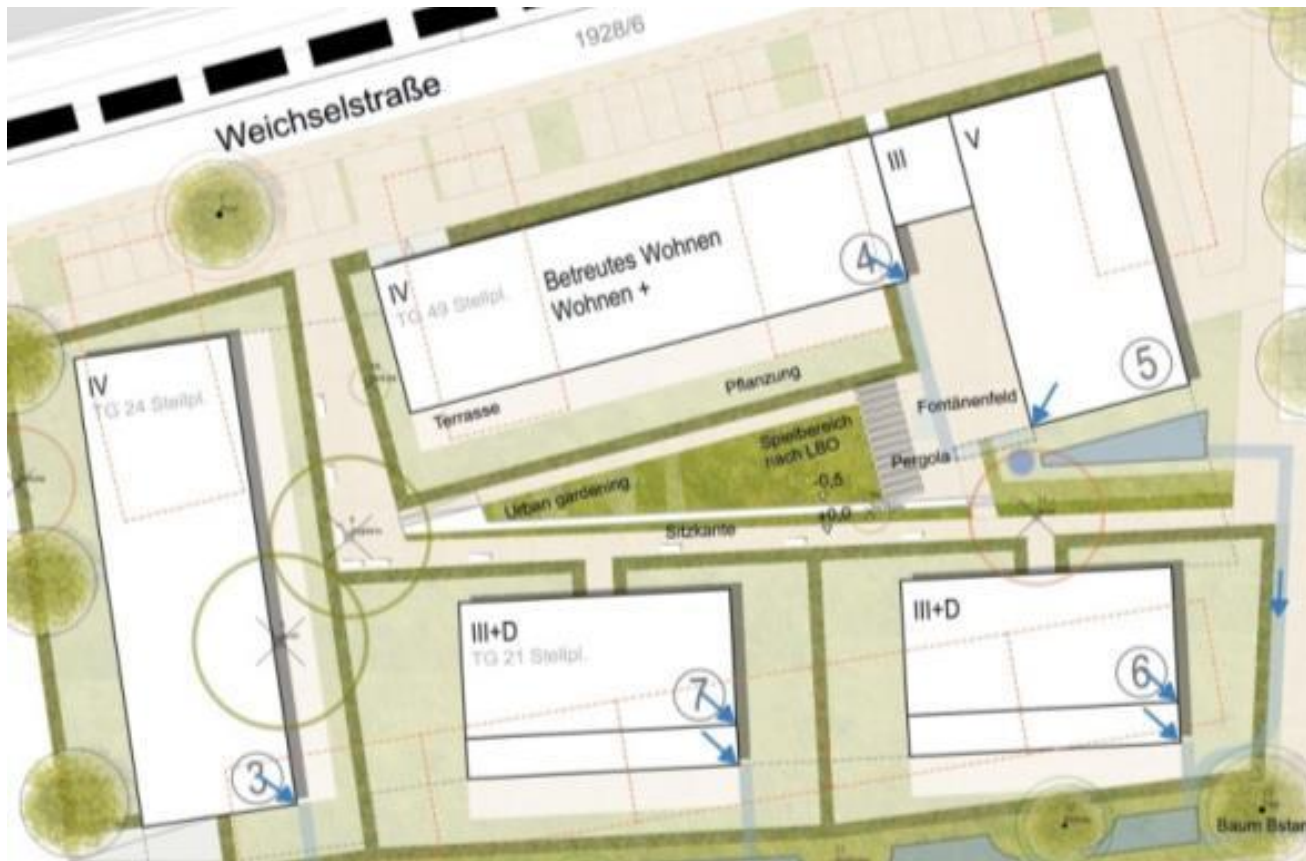 1928/6
Weichselstraße
III
V
IV
TG 49 Stellpl.
Betreutes Wohnen
Wohnen +
4
5
IV
TG 24 Stellpl.
Terrasse
Pflanzung
Fontänenfeld
Spielbereich
nach LBO
Pergola
-0,5
Urban gardening
+0,0
Sitzkante
III+D
TG 21 Stellpl.
III+D
7
6
3
Baum Bstan